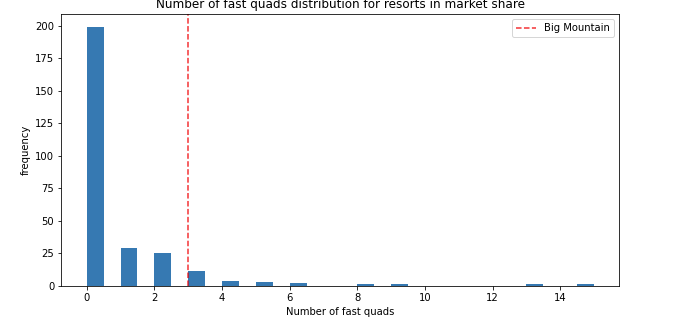 Number of fast quads distribution for resorts in market share
Big Mountain
200
175
150
125
100
75
50
25
0
frequency
0 2 4 6 8 10 12 14
Number of fast quads